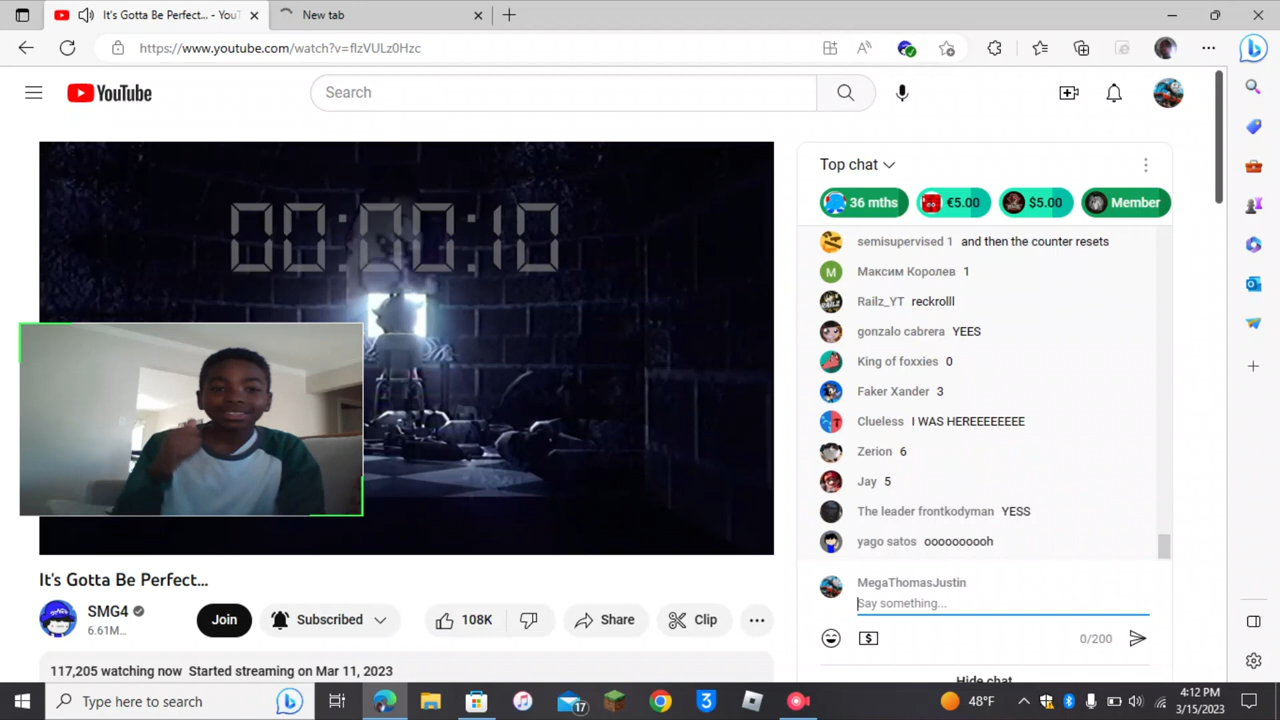 It's Gotta Be Perfect... - YouT
New tab
https://www.youtube.com/watch?v=flzVULz0Hzc
YouTube
Search
00:00:10
Top chat
36 mths
€5.00
$5.00
Member
semisupervised 1 and then the counter resets
M Максим Королев 1
Railz_YT reckrolll
gonzalo cabrera YEES
King of foxxies 0
Faker Xander 3
Clueless I WAS HEREEEEEEEE
Zerion 6
Jay 5
The leader frontkodyman YESS
yago satos oooooooooh
MegaThomasJustin
Say something...
0/200
Hide chat
It's Gotta Be Perfect...
SMG4
6.61M...
Join
Subscribed
108K
Share
Clip
117,205 watching now Started streaming on Mar 11, 2023
Type here to search
17
3
48°F
4:12 PM
3/15/2023